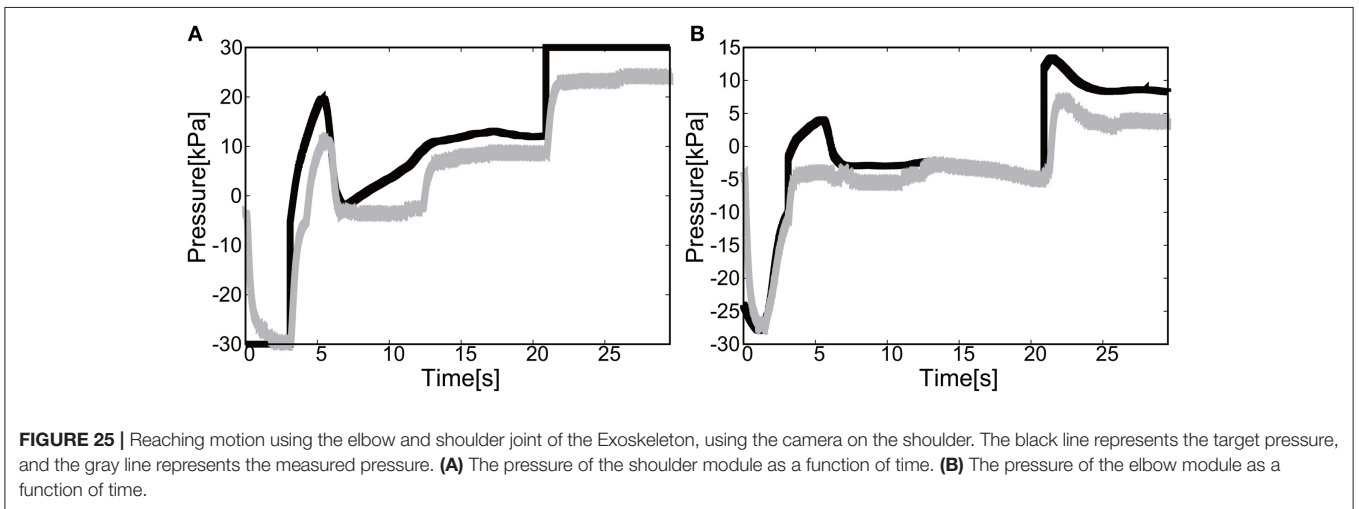 A
30
20
10
0
-10
-20
-30
Pressure[kPa]
0 5 10 15 20 25
Time[s]
B
15
10
5
0
-5
-10
-15
-20
-25
-30
Pressure[kPa]
0 5 10 15 20 25
Time[s]
FIGURE 25 | Reaching motion using the elbow and shoulder joint of the Exoskeleton, using the camera on the shoulder. The black line represents the target pressure,
and the gray line represents the measured pressure. (A) The pressure of the shoulder module as a function of time. (B) The pressure of the elbow module as a
function of time.